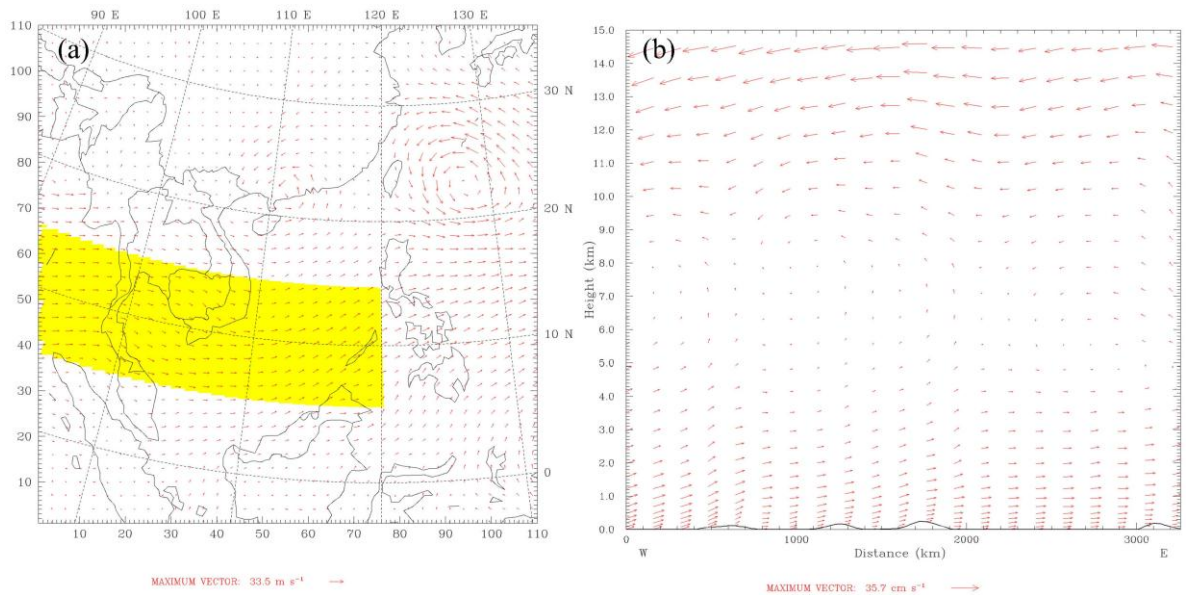 90 E 100 E 110 E 120 E 130 E
(a)
110
100
90
80
70
60
50
40
30
20
10
30 N
20 N
10 N
0
10 20 30 40 50 60 70 80 90 100 110
MAXIMUM VECTOR: 33.5 m s⁻¹
(b)
15.0
14.0
13.0
12.0
11.0
10.0
9.0
8.0
7.0
6.0
5.0
4.0
3.0
2.0
1.0
0.0
Height (km)
0 1000 2000 3000
W Distance (km) E
MAXIMUM VECTOR: 35.7 cm s⁻¹